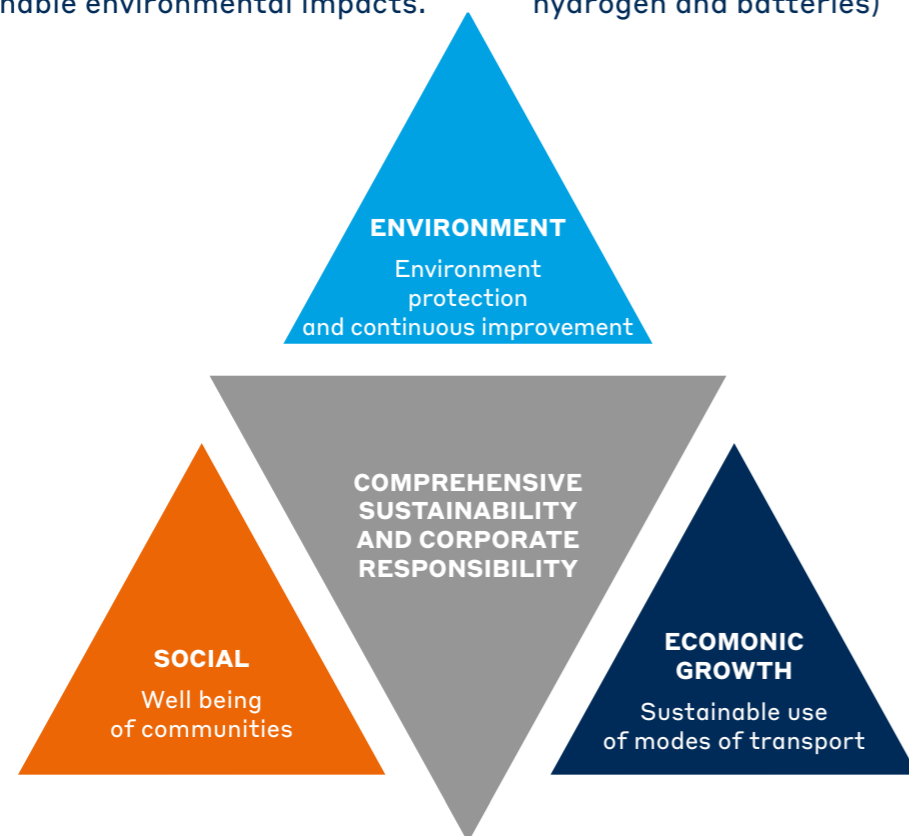 nable environmental impacts.
hydrogen and batteries)
ENVIRONMENT
Environment
protection
and continuous improvement
COMPREHENSIVE
SUSTAINABILITY
AND CORPORATE
RESPONSIBILITY
SOCIAL
Well being
of communities
ECOMONIC
GROWTH
Sustainable use
of modes of transport